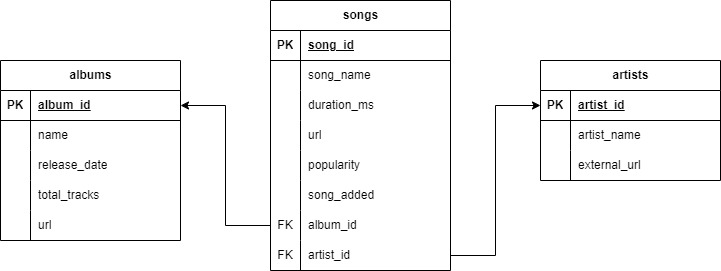 albums
PK album_id
name
release_date
total_tracks
url
songs
PK song_id
song_name
duration_ms
url
popularity
song_added
FK album_id
FK artist_id
artists
PK artist_id
artist_name
external_url